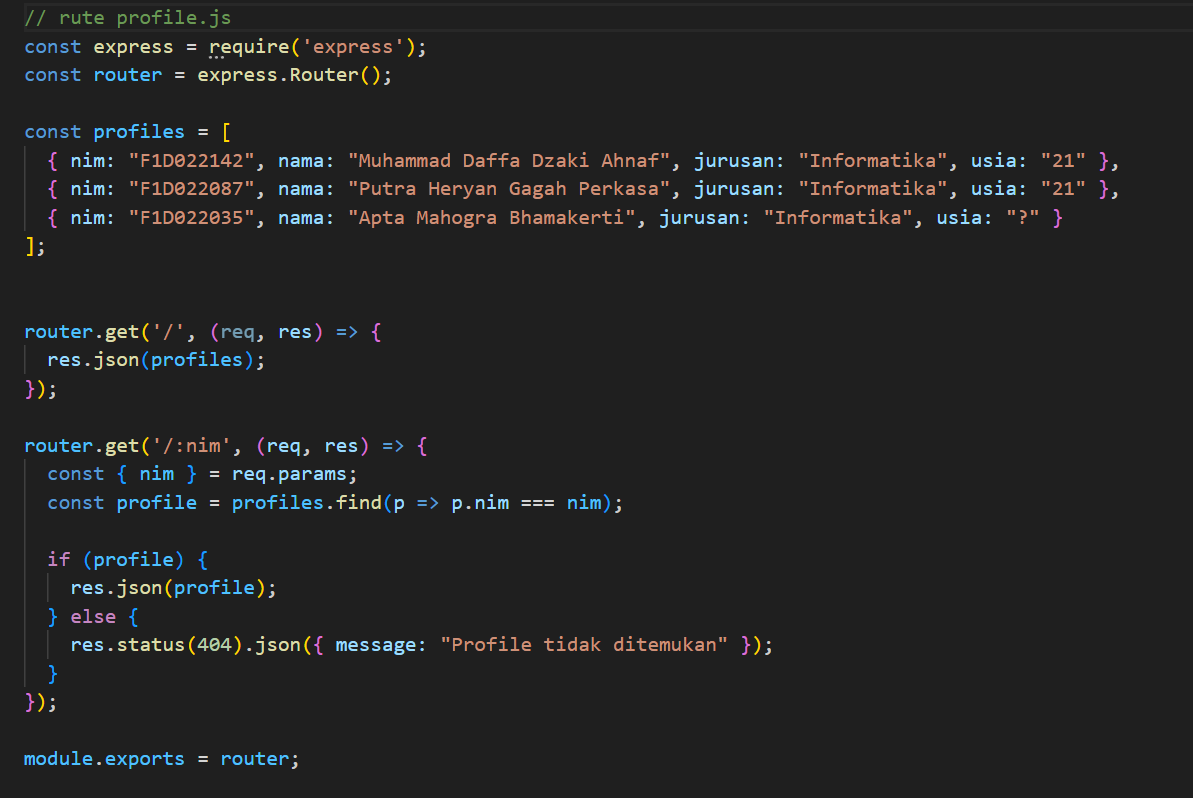 // rute profile.js
const express = require('express');
const router = express.Router();
const profiles = [
{ nim: "F1D022142", nama: "Muhammad Daffa Dzaki Ahnaf", jurusan: "Informatika", usia: "21" },
{ nim: "F1D022087", nama: "Putra Heryan Gagah Perkasa", jurusan: "Informatika", usia: "21" },
{ nim: "F1D022035", nama: "Apta Mahogra Bhamakerti", jurusan: "Informatika", usia: "?" }
];
router.get('/', (req, res) => {
res.json(profiles);
});
router.get('/:nim', (req, res) => {
const { nim } = req.params;
const profile = profiles.find(p => p.nim === nim);
if (profile) {
res.json(profile);
} else {
res.status(404).json({ message: "Profile tidak ditemukan" });
}
});
module.exports = router;